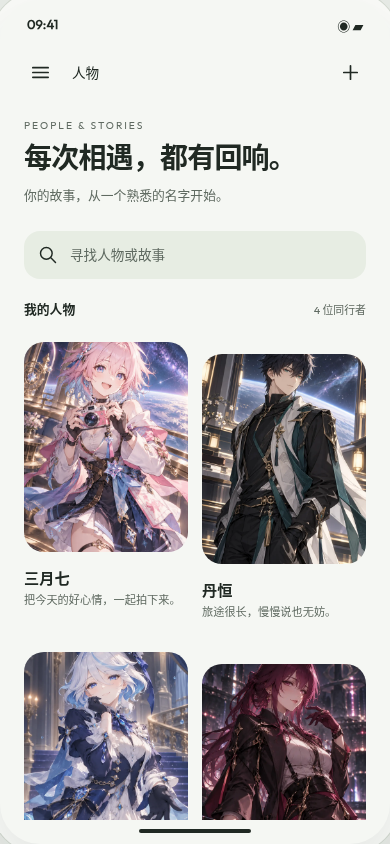 09:41
人物
PEOPLE & STORIES
每次相遇，都有回响。
你的故事，从一个熟悉的名字开始。
寻找人物或故事
我的人物
4 位同行者
三月七
把今天的好心情，一起拍下来。
丹恒
旅途很长，慢慢说也无妨。